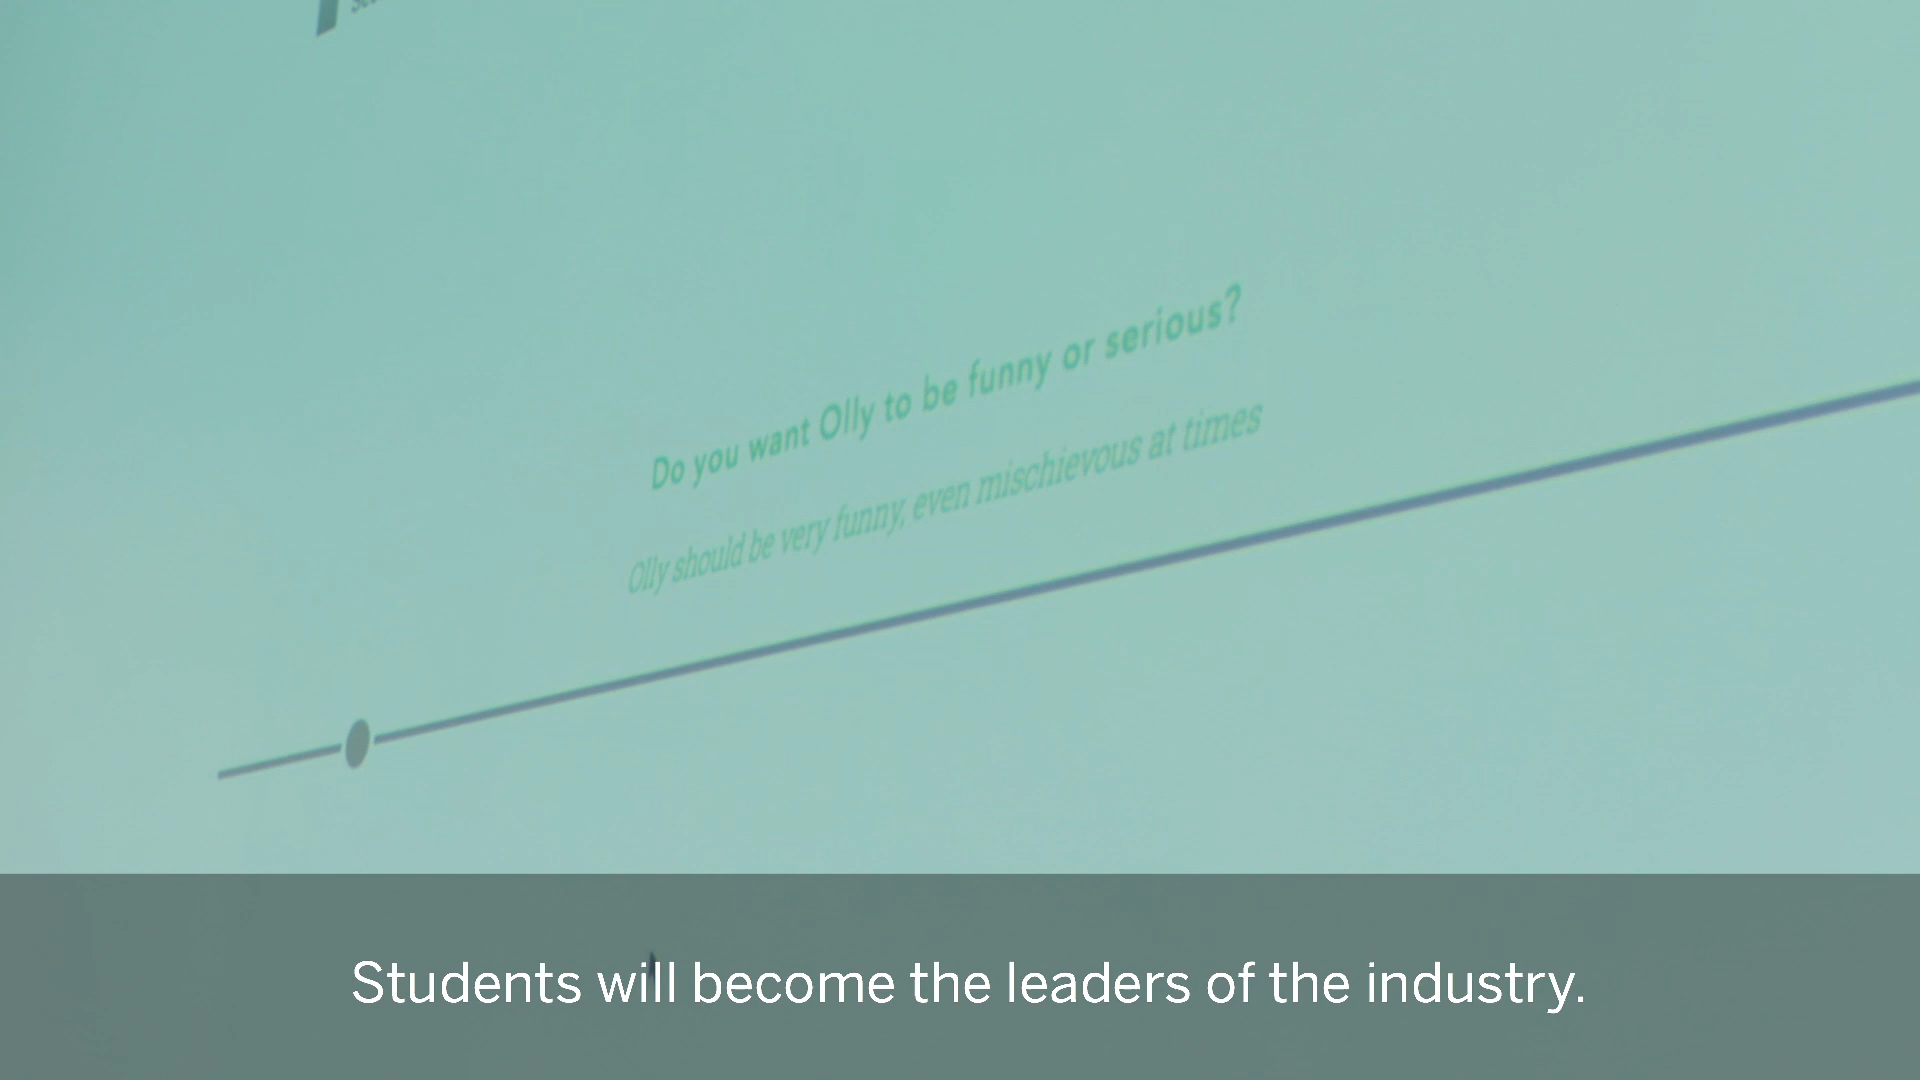 Do you want Olly to be funny or serious?
Olly should be very funny, even mischievous at times
Students will become the leaders of the industry.